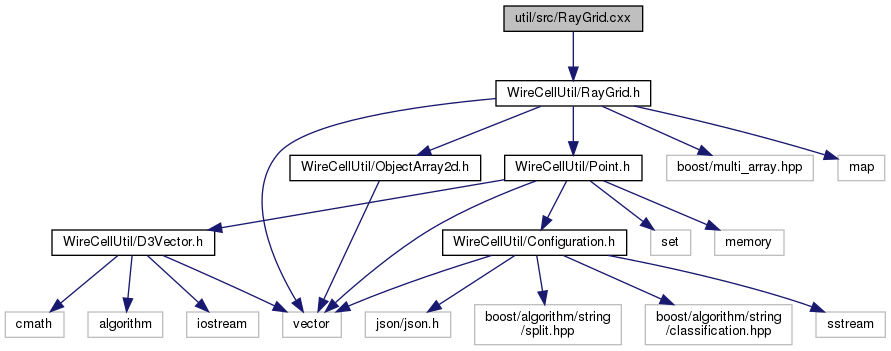 util/src/RayGrid.cxx
WireCellUtil/RayGrid.h
WireCellUtil/ObjectArray2d.h
WireCellUtil/Point.h
boost/multi_array.hpp
map
WireCellUtil/D3Vector.h
WireCellUtil/Configuration.h
set
memory
cmath
algorithm
iostream
vector
json/json.h
boost/algorithm/string
/split.hpp
boost/algorithm/string
/classification.hpp
sstream